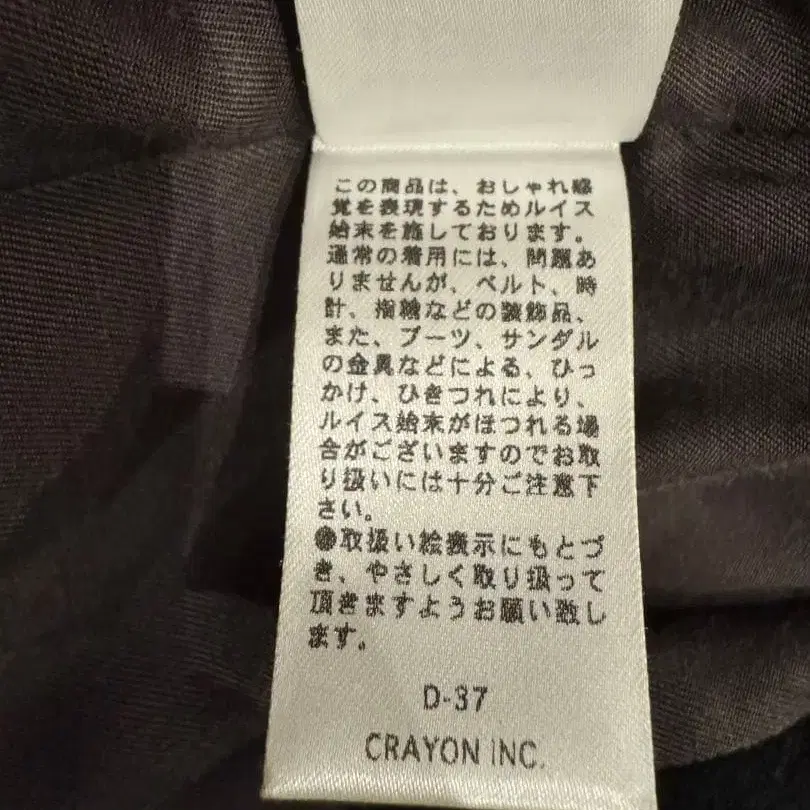 この商品は、おしゃれ感
覚を表現するためルイス
始末を施しております。
通常の着用には、問題あ
りませんが、ベルト、時
計、指輪などの装飾品、
また、ブーツ、サンダル
の金具などによる、ひっ
かけ、ひきつれにより、
ルイス始末がほつれる場
合がございますのでお取
り扱いには十分ご注意下
さい。
●取扱い絵表示にもとづ
き、やさしく取り扱って
頂きますようお願い致し
ます。
D-37
CRAYON INC.